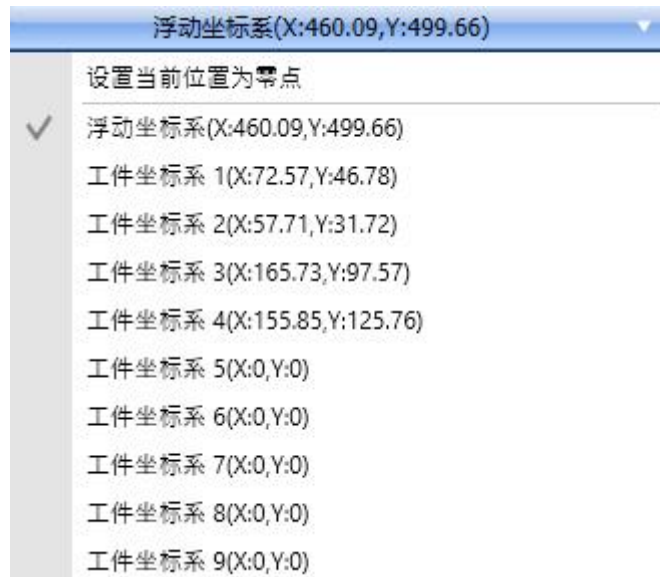 浮动坐标系(X:460.09,Y:499.66)
设置当前位置为零点
浮动坐标系(X:460.09,Y:499.66)
工件坐标系 1(X:72.57,Y:46.78)
工件坐标系 2(X:57.71,Y:31.72)
工件坐标系 3(X:165.73,Y:97.57)
工件坐标系 4(X:155.85,Y:125.76)
工件坐标系 5(X:0,Y:0)
工件坐标系 6(X:0,Y:0)
工件坐标系 7(X:0,Y:0)
工件坐标系 8(X:0,Y:0)
工件坐标系 9(X:0,Y:0)